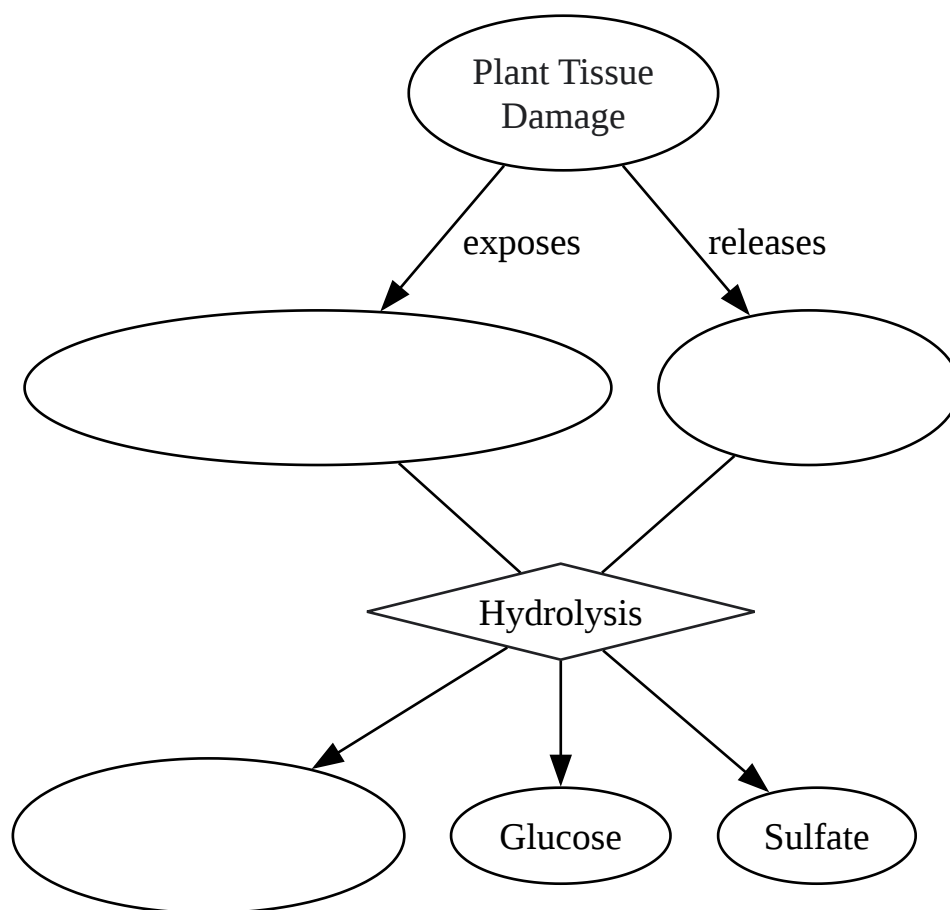 Plant Tissue
Damage
exposes
releases
Hydrolysis
Glucose
Sulfate